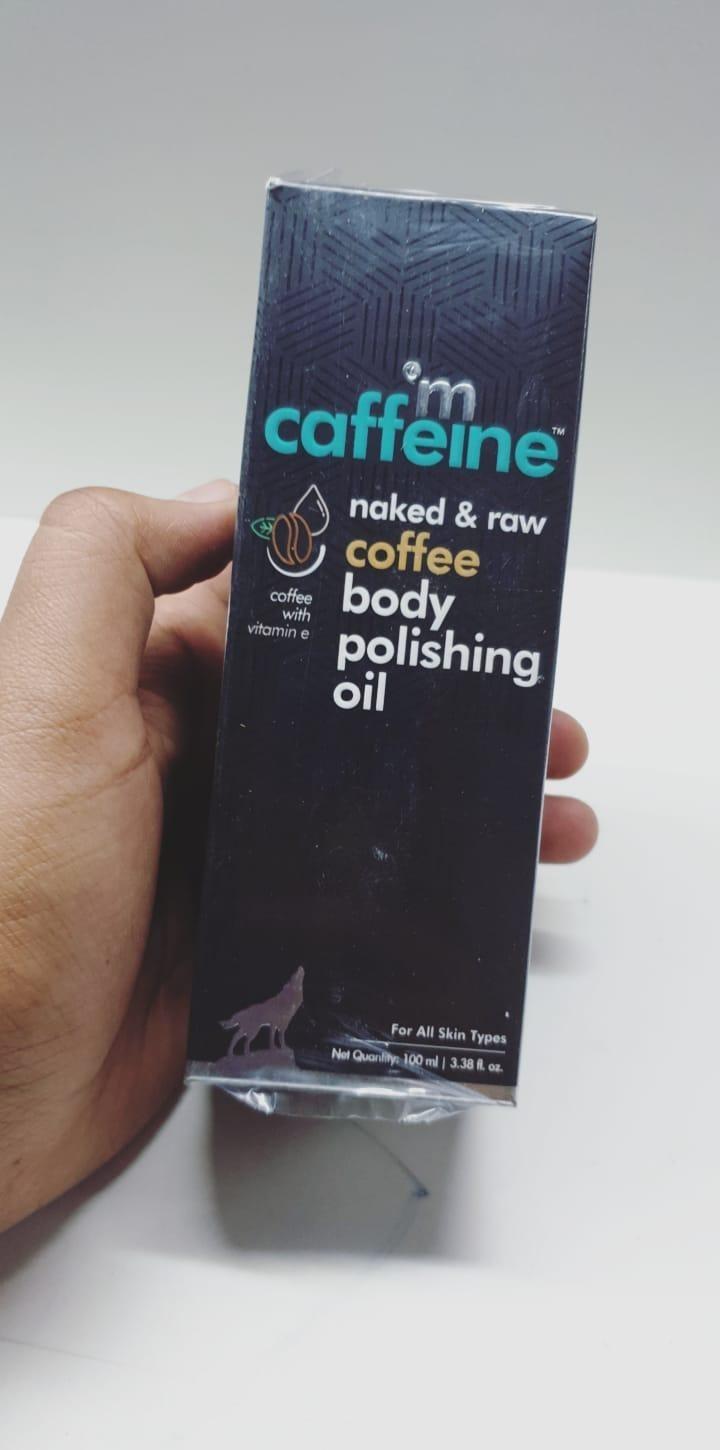 'm
caffeine™
naked & raw
coffee
body
polishing
oil
coffee
with
vitamin e
For All Skin Types
Net Quantity: 100 ml | 3.38 fl. oz.